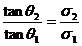 tan θ₂ / tan θ₁ = σ₂ / σ₁